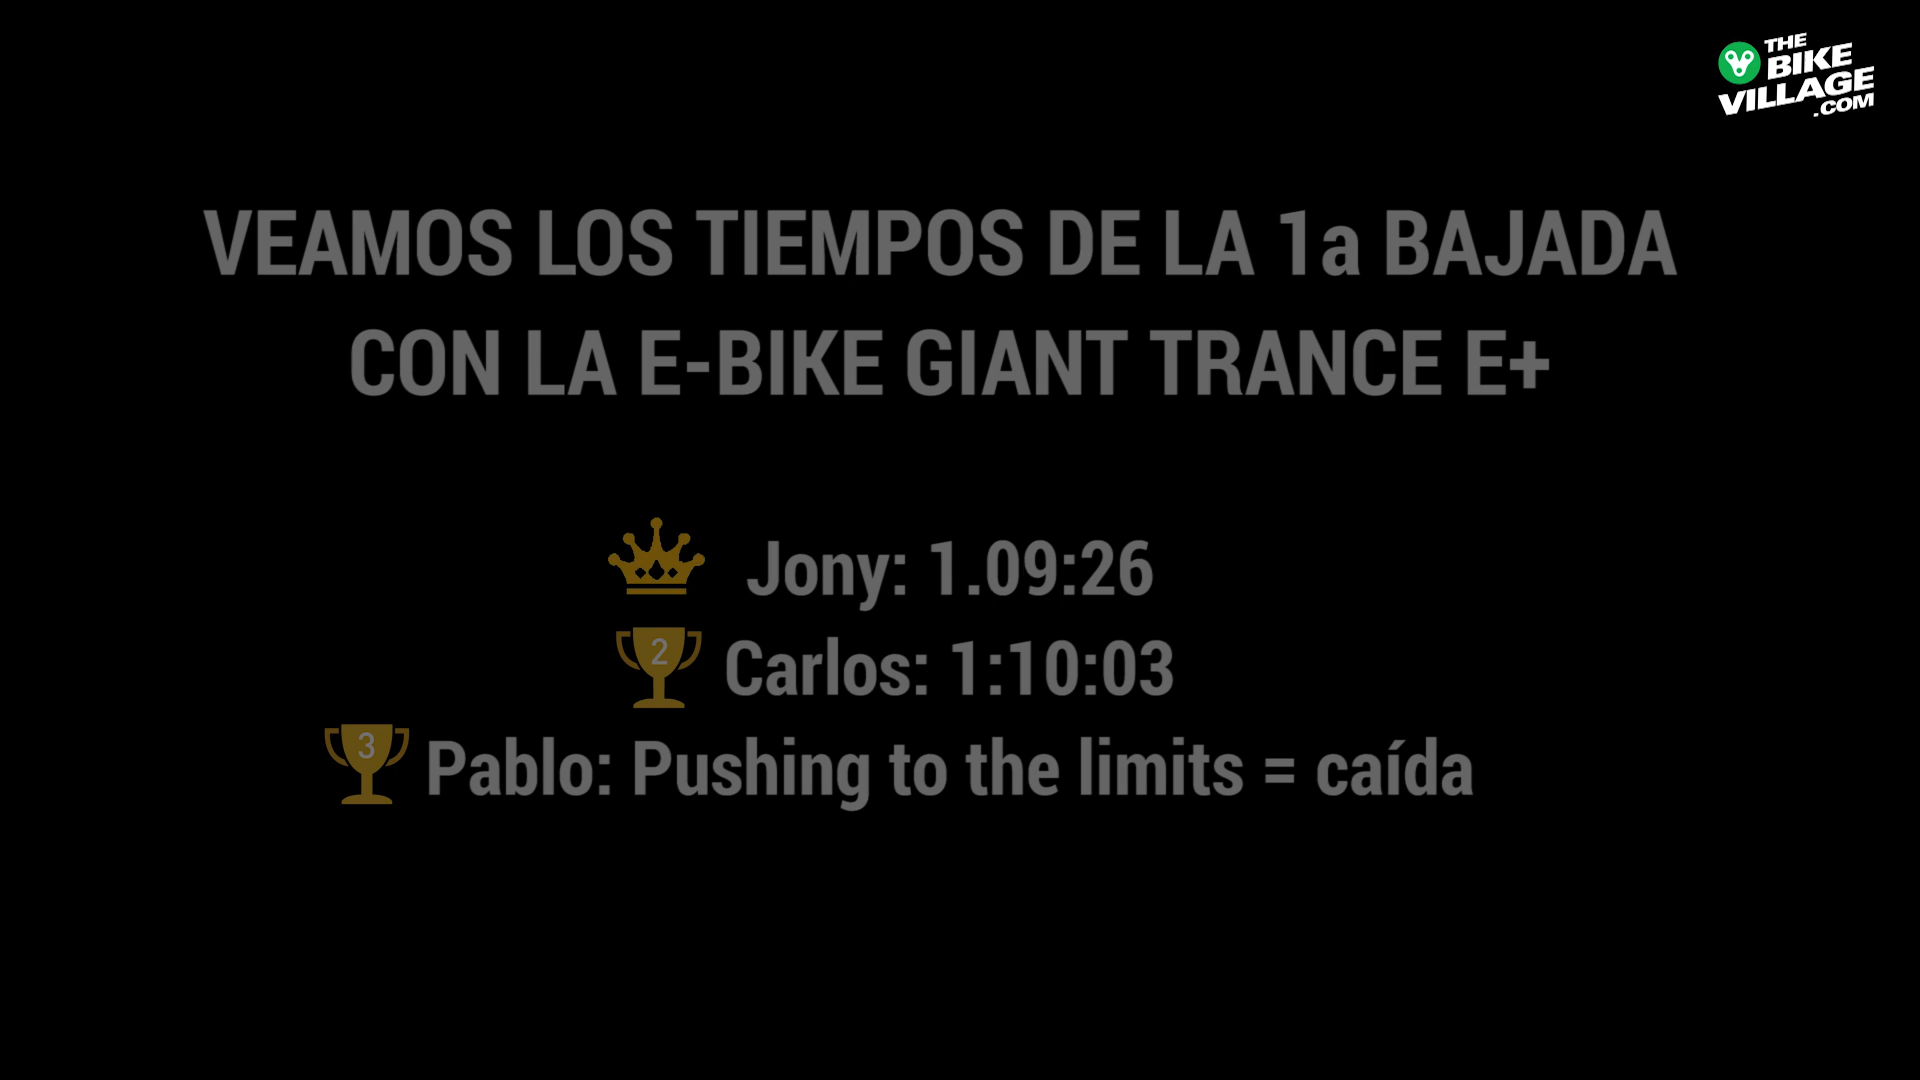 THE
BIKE
VILLAGE
.COM
VEAMOS LOS TIEMPOS DE LA 1a BAJADA
CON LA E-BIKE GIANT TRANCE E+
Jony: 1.09:26
2 Carlos: 1:10:03
3 Pablo: Pushing to the limits = caída